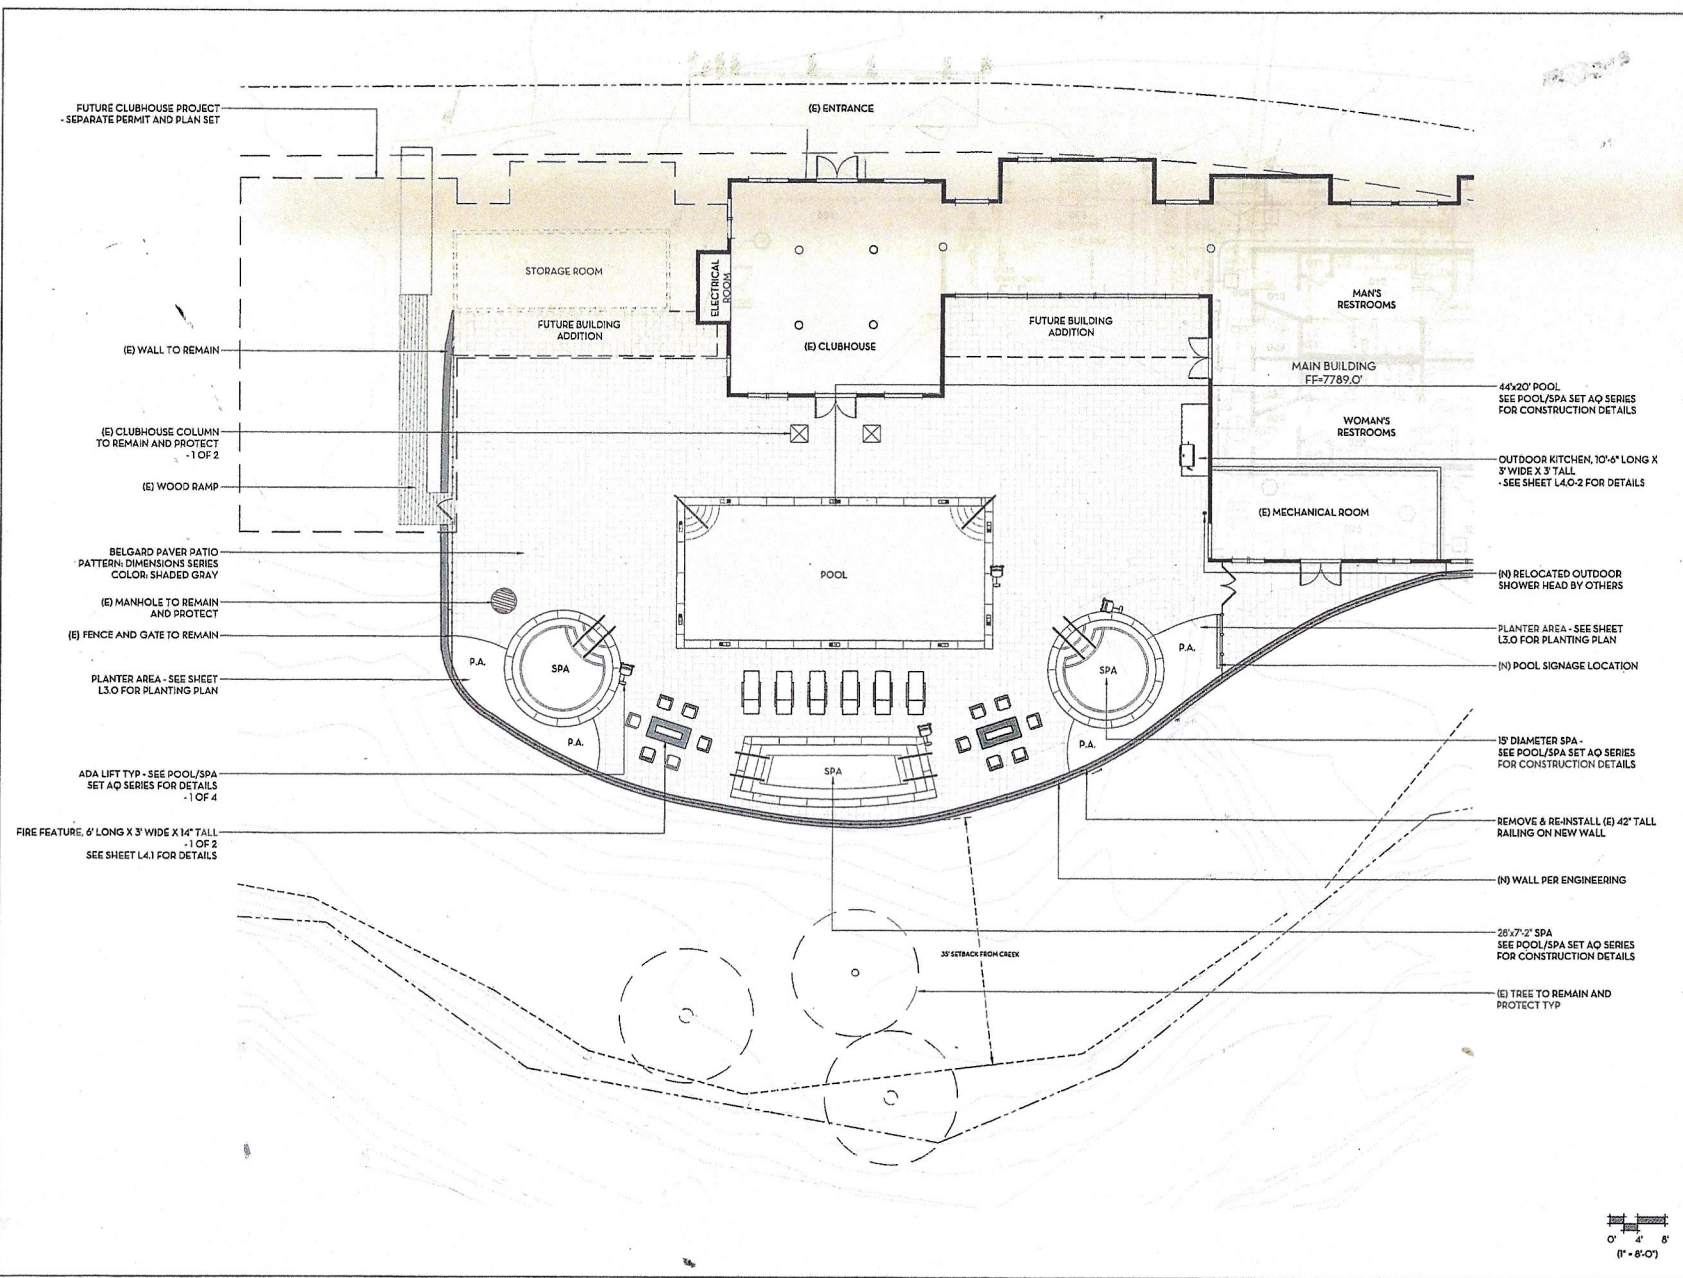 FUTURE CLUBHOUSE PROJECT
- SEPARATE PERMIT AND PLAN SET
(E) WALL TO REMAIN
(E) CLUBHOUSE COLUMN
TO REMAIN AND PROTECT
- 1 OF 2
(E) WOOD RAMP
BELGARD PAVER PATIO
PATTERN: DIMENSIONS SERIES
COLOR: SHADED GRAY
(E) MANHOLE TO REMAIN
AND PROTECT
(E) FENCE AND GATE TO REMAIN
PLANTER AREA - SEE SHEET
L3.0 FOR PLANTING PLAN
ADA LIFT TYP - SEE POOL/SPA
SET AQ SERIES FOR DETAILS
- 1 OF 4
FIRE FEATURE, 6' LONG X 3' WIDE X 14" TALL
- 1 OF 2
SEE SHEET L4.1 FOR DETAILS
(E) ENTRANCE
STORAGE ROOM
ELECTRICAL
ROOM
FUTURE BUILDING
ADDITION
(E) CLUBHOUSE
FUTURE BUILDING
ADDITION
MAN'S
RESTROOMS
MAIN BUILDING
FF=7789.0'
WOMAN'S
RESTROOMS
(E) MECHANICAL ROOM
POOL
SPA
P.A.
P.A.
SPA
SPA
P.A.
P.A.
35' SETBACK FROM CREEK
44'x20' POOL
SEE POOL/SPA SET AQ SERIES
FOR CONSTRUCTION DETAILS
OUTDOOR KITCHEN, 10'-6" LONG X
3' WIDE X 3' TALL
- SEE SHEET L4.0-2 FOR DETAILS
(N) RELOCATED OUTDOOR
SHOWER HEAD BY OTHERS
PLANTER AREA - SEE SHEET
L3.0 FOR PLANTING PLAN
(N) POOL SIGNAGE LOCATION
15' DIAMETER SPA -
SEE POOL/SPA SET AQ SERIES
FOR CONSTRUCTION DETAILS
REMOVE & RE-INSTALL (E) 42" TALL
RAILING ON NEW WALL
(N) WALL PER ENGINEERING
28'x7'-2" SPA
SEE POOL/SPA SET AQ SERIES
FOR CONSTRUCTION DETAILS
(E) TREE TO REMAIN AND
PROTECT TYP
0' 4' 8'
(1" = 8'-0")